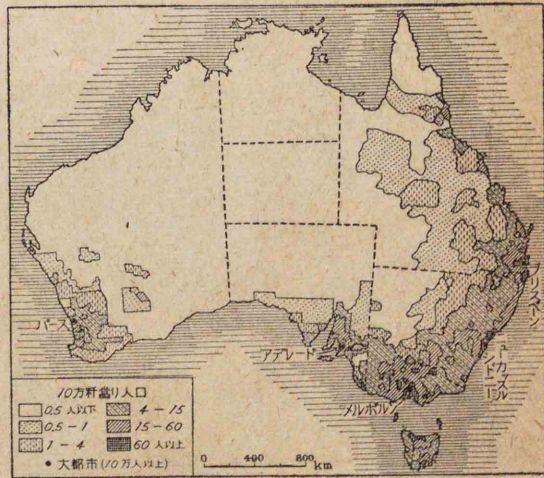 ブリスベーン
ニューカッスル
シドニー
パース
アデレード
メルボルン
10万粁當り人口
0.5人以下
0.5-1
1-4
4-15
15-60
60人以上
• 大都市(10万人以上)
0 400 800
km